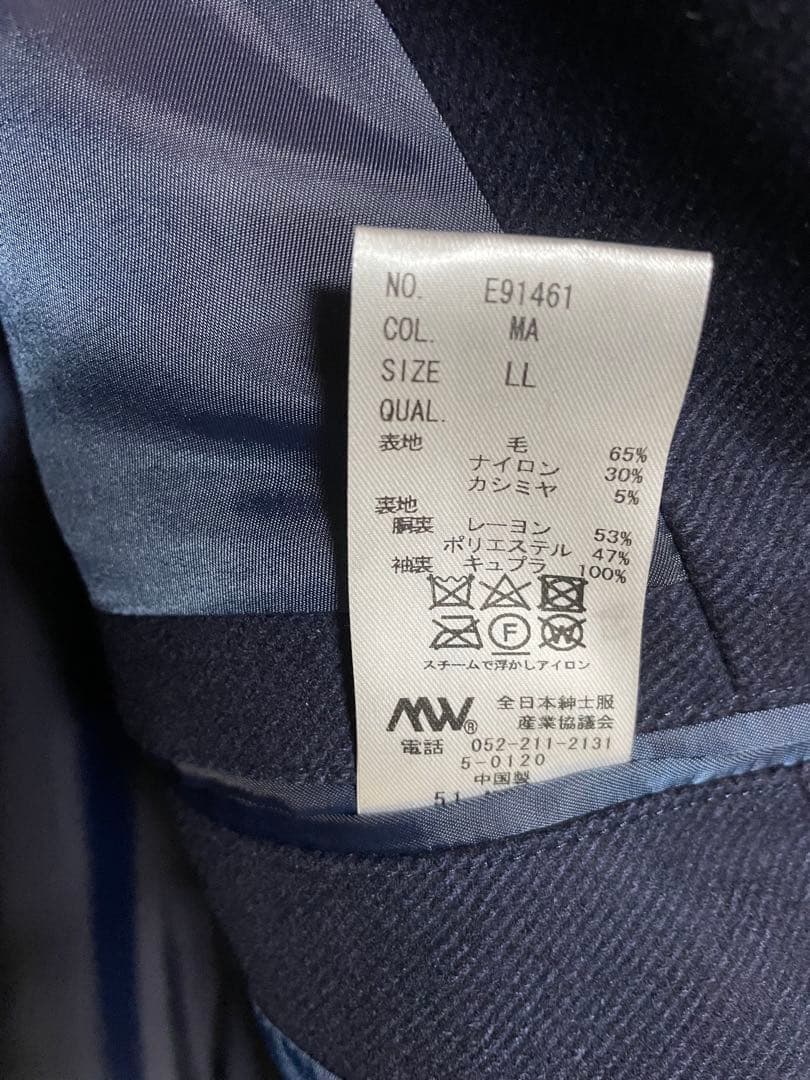 NO. E91461
COL. MA
SIZE LL
QUAL.
表地 毛 65%
ナイロン 30%
カシミヤ 5%
裏地
胴裏 レーヨン 53%
ポリエステル 47%
袖裏 キュプラ 100%
F W
スチームで浮かしアイロン
MW® 全日本紳士服
産業協議会
電話 052-211-2131
5-0120
中国製
51